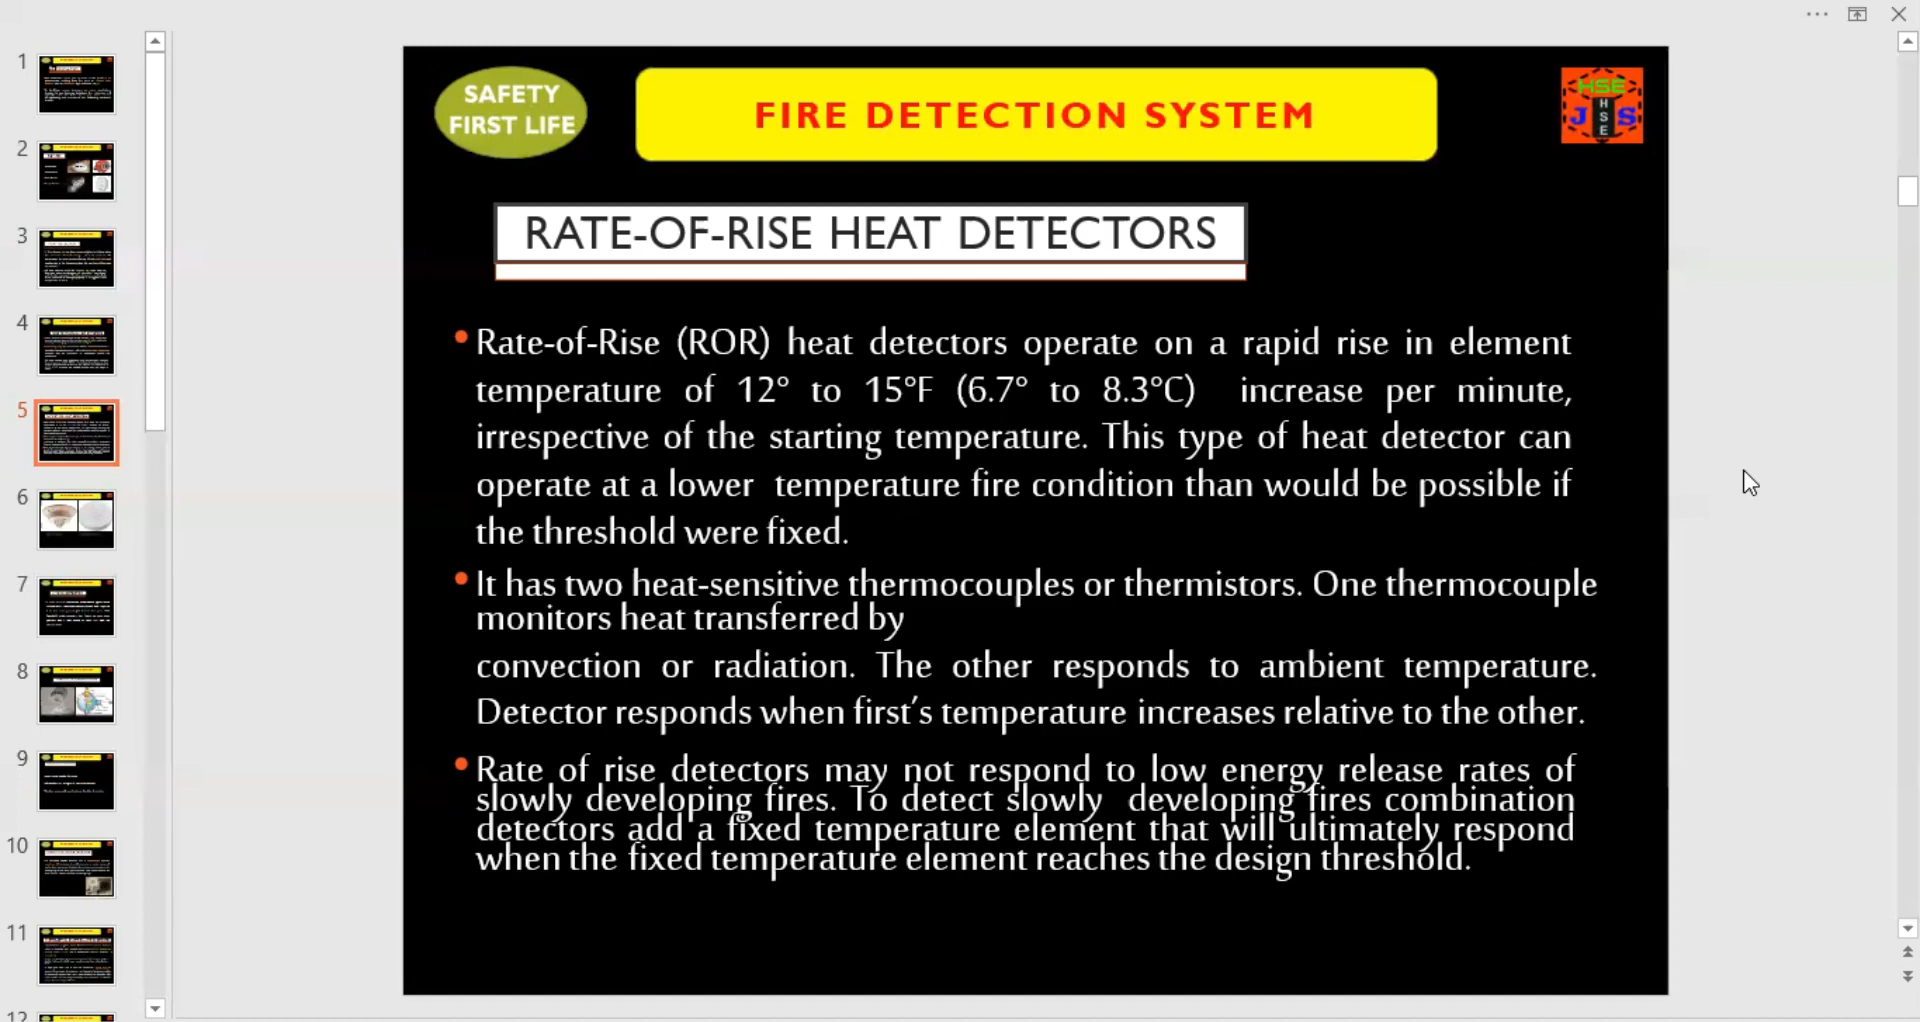 SAFETY
FIRST LIFE
FIRE DETECTION SYSTEM
HSE
J HSE S
RATE-OF-RISE HEAT DETECTORS
• Rate-of-Rise (ROR) heat detectors operate on a rapid rise in element
temperature of 12° to 15°F (6.7° to 8.3°C) increase per minute,
irrespective of the starting temperature. This type of heat detector can
operate at a lower temperature fire condition than would be possible if
the threshold were fixed.
• It has two heat-sensitive thermocouples or thermistors. One thermocouple
monitors heat transferred by
convection or radiation. The other responds to ambient temperature.
Detector responds when first's temperature increases relative to the other.
• Rate of rise detectors may not respond to low energy release rates of
slowly developing fires. To detect slowly developing fires combination
detectors add a fixed temperature element that will ultimately respond
when the fixed temperature element reaches the design threshold.
1
2
3
4
5
6
7
8
9
10
11
12